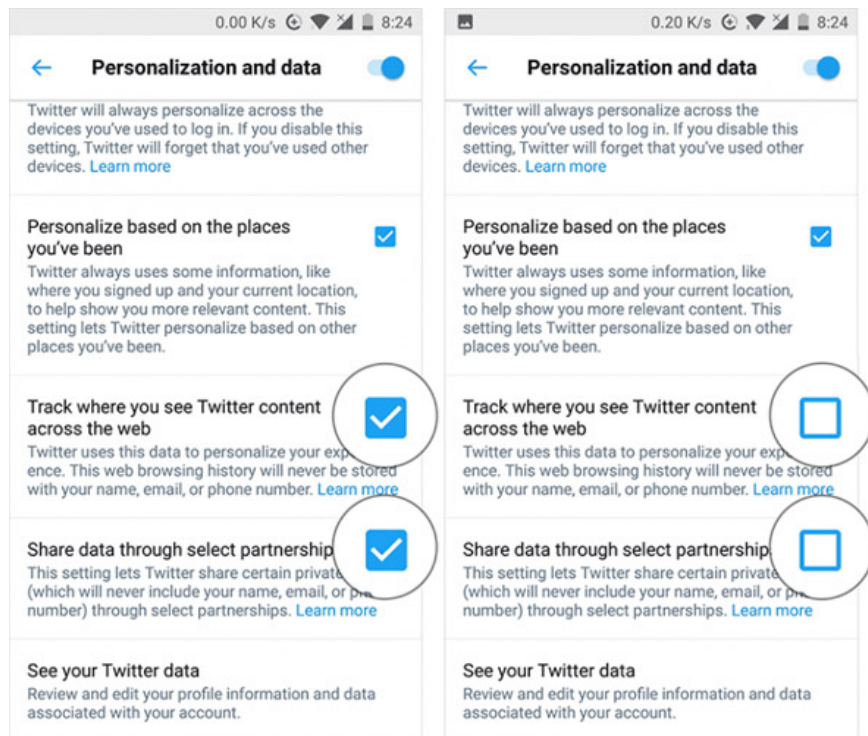 0.00 K/s 8:24
Personalization and data
Twitter will always personalize across the
devices you've used to log in. If you disable this
setting, Twitter will forget that you've used other
devices. Learn more
Personalize based on the places
you've been
Twitter always uses some information, like
where you signed up and your current location,
to help show you more relevant content. This
setting lets Twitter personalize based on other
places you've been.
Track where you see Twitter content
across the web
Twitter uses this data to personalize your exp
ence. This web browsing history will never be stored
with your name, email, or phone number. Learn more
Share data through select partnership
This setting lets Twitter share certain private
(which will never include your name, email, or
number) through select partnerships. Learn more
See your Twitter data
Review and edit your profile information and data
associated with your account.
0.20 K/s 8:24
Personalization and data
Twitter will always personalize across the
devices you've used to log in. If you disable this
setting, Twitter will forget that you've used other
devices. Learn more
Personalize based on the places
you've been
Twitter always uses some information, like
where you signed up and your current location,
to help show you more relevant content. This
setting lets Twitter personalize based on other
places you've been.
Track where you see Twitter content
across the web
Twitter uses this data to personalize your exp
ence. This web browsing history will never be stored
with your name, email, or phone number. Learn more
Share data through select partnership
This setting lets Twitter share certain private
(which will never include your name, email, or
number) through select partnerships. Learn more
See your Twitter data
Review and edit your profile information and data
associated with your account.